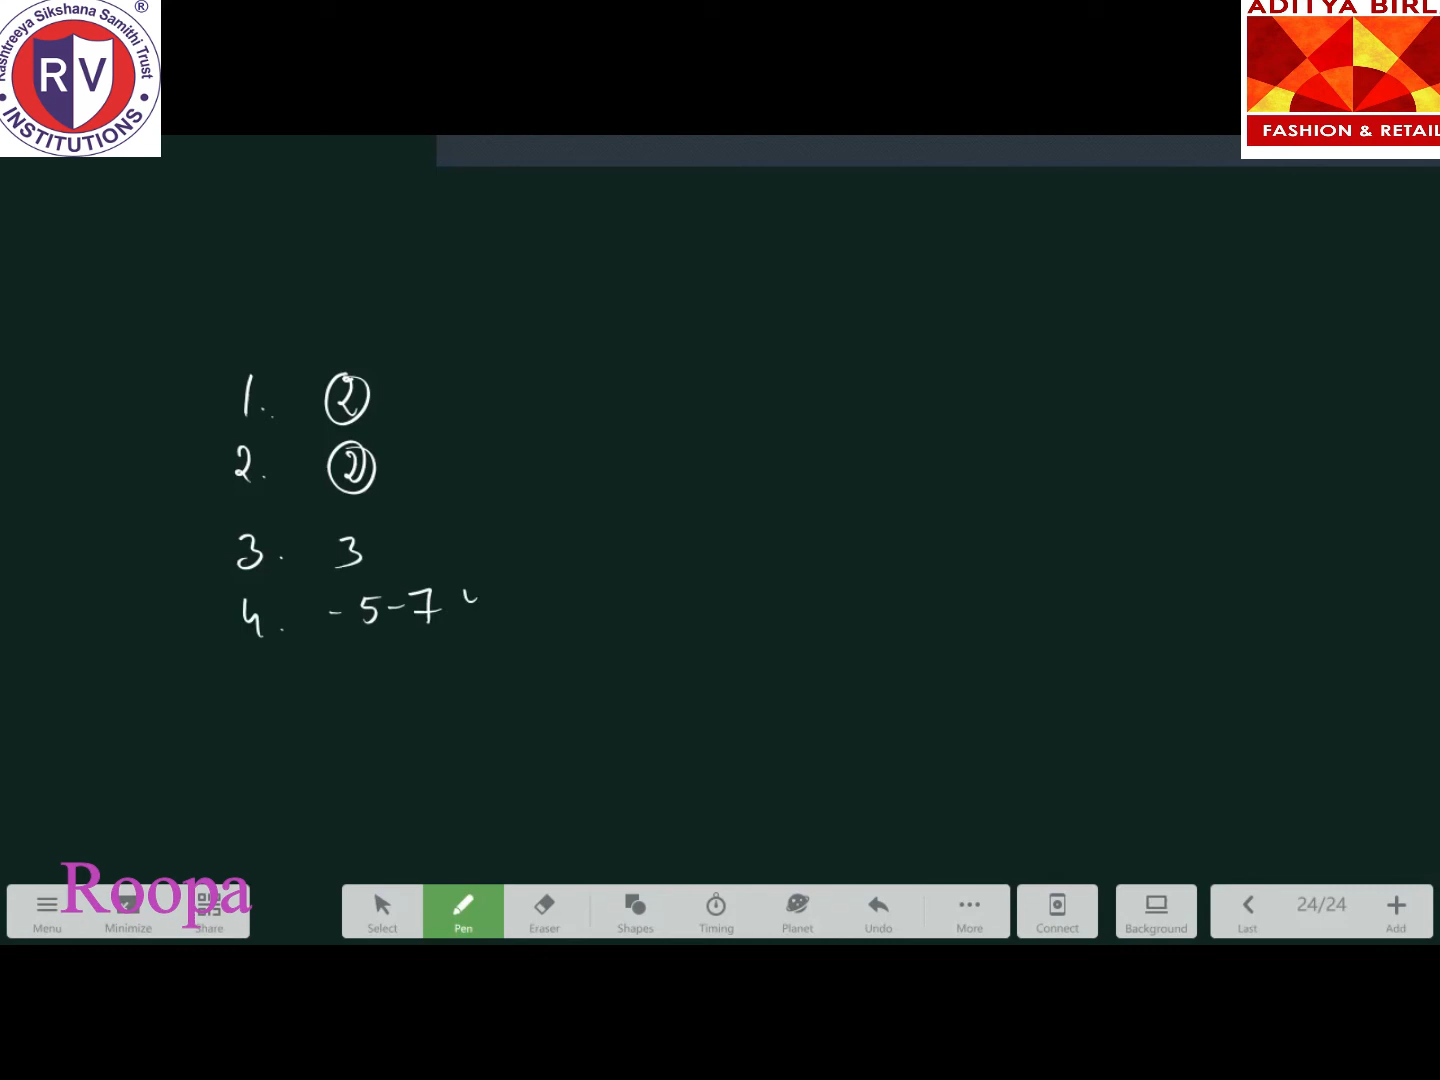 Rashtreeya Sikshana Samithi Trust
®
RV
• INSTITUTIONS •
ADITYA BIRL
FASHION & RETAIL
1. 2
2. 2
3. 3
4. - 5 - 7
Roopa
Menu Minimize Share Select Pen Eraser Shapes Timing Planet Undo More Connect Background Last 24/24 Add